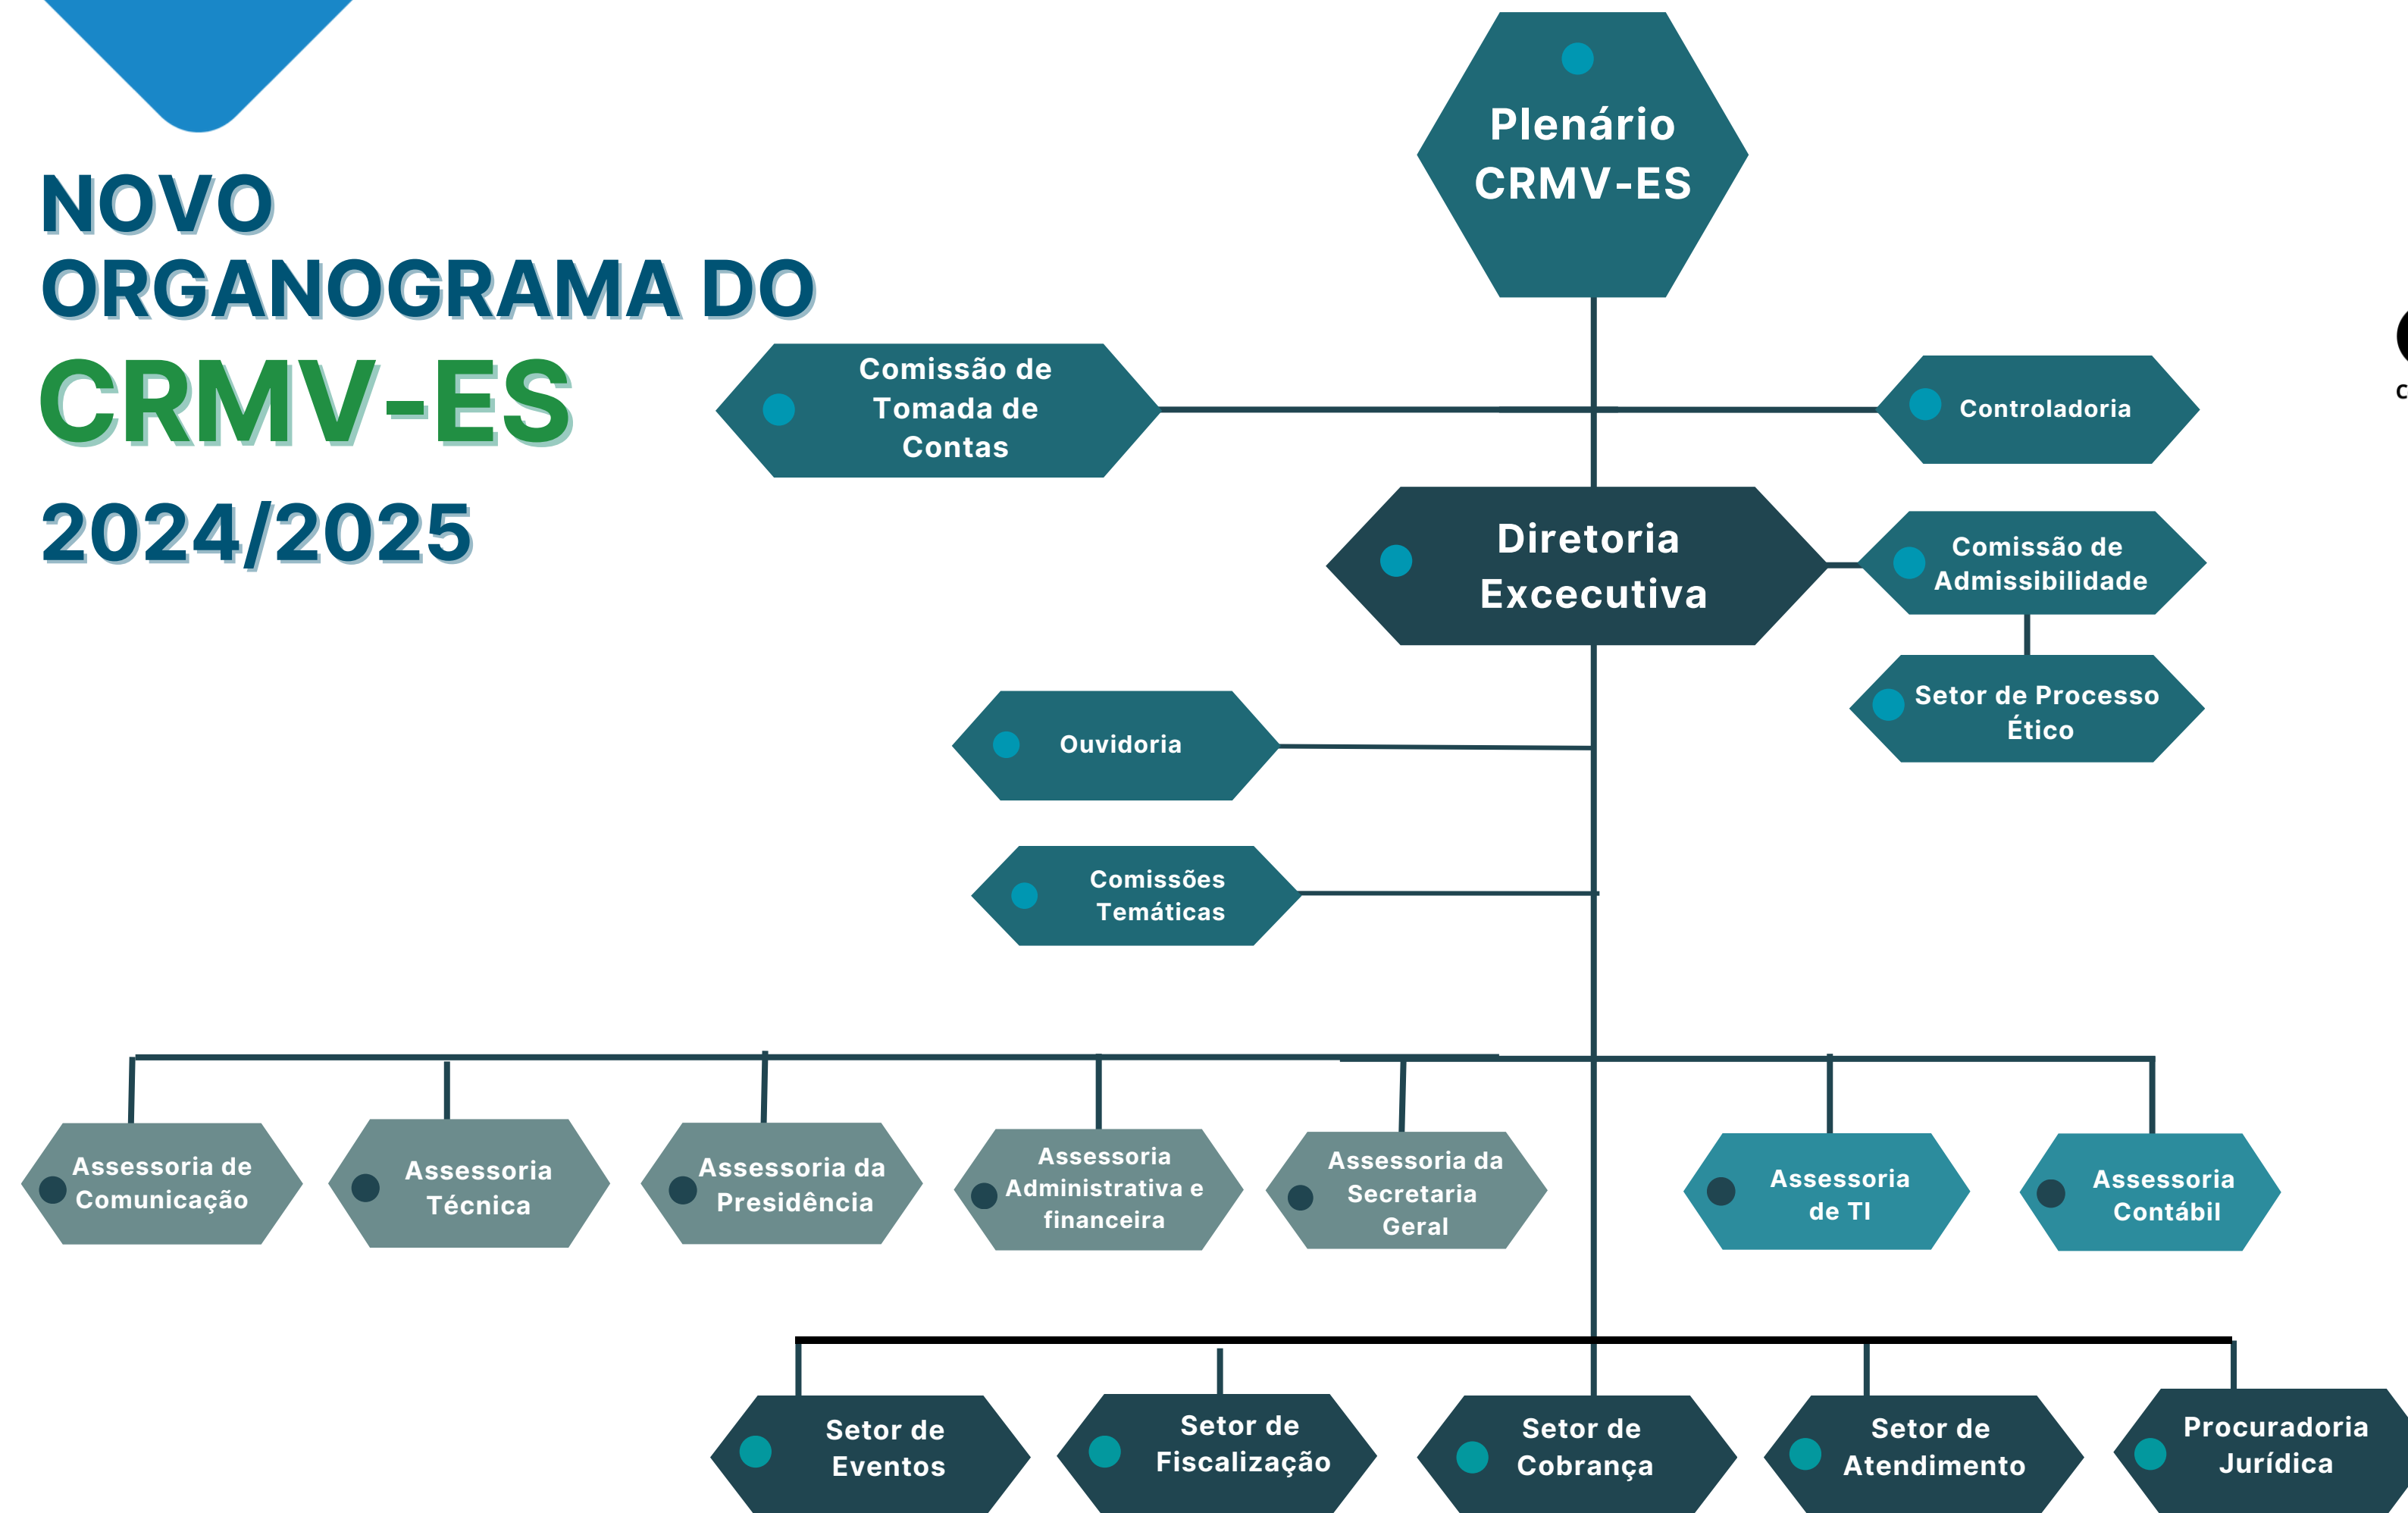 NOVO
ORGANOGRAMA DO
CRMV-ES
2024/2025
Plenário
CRMV-ES
Comissão de
Tomada de
Contas
Controladoria
Diretoria
Excecutiva
Comissão de
Admissibilidade
Setor de Processo
Ético
Ouvidoria
Comissões
Temáticas
Assessoria de
Comunicação
Assessoria
Técnica
Assessoria da
Presidência
Assessoria
Administrativa e
financeira
Assessoria da
Secretaria
Geral
Assessoria
de TI
Assessoria
Contábil
Setor de
Eventos
Setor de
Fiscalização
Setor de
Cobrança
Setor de
Atendimento
Procuradoria
Jurídica